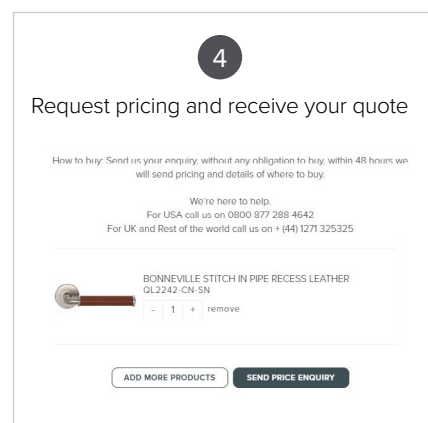 4
Request pricing and receive your quote
How to buy: Send us your enquiry, without any obligation to buy, within 48 hours we
will send pricing and details of where to buy.
We're here to help.
For USA call us on 0800 877 288 4642
For UK and Rest of the world call us on + (44) 1271 325325
BONNEVILLE STITCH IN PIPE RECESS LEATHER
QL2242-CN-SN
- 1 + remove
ADD MORE PRODUCTS SEND PRICE ENQUIRY